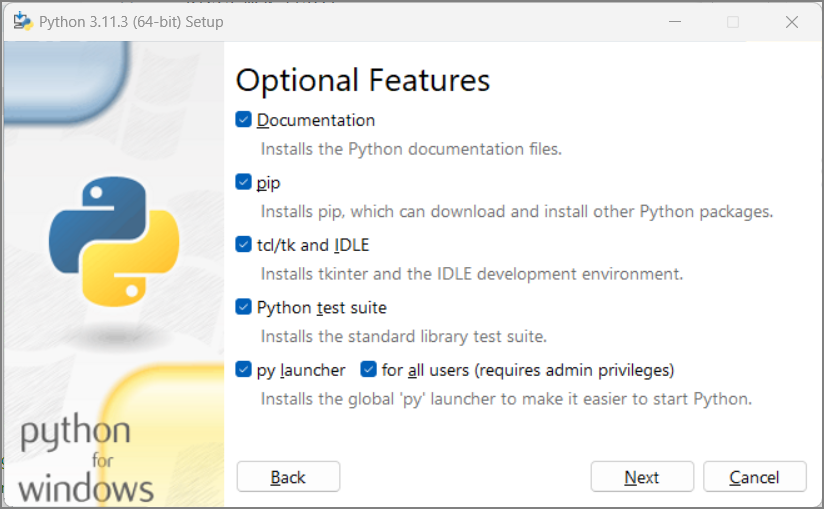 Python 3.11.3 (64-bit) Setup
Optional Features
Documentation
Installs the Python documentation files.
pip
Installs pip, which can download and install other Python packages.
tcl/tk and IDLE
Installs tkinter and the IDLE development environment.
Python test suite
Installs the standard library test suite.
py launcher for all users (requires admin privileges)
Installs the global 'py' launcher to make it easier to start Python.
python
for
windows
Back Next Cancel